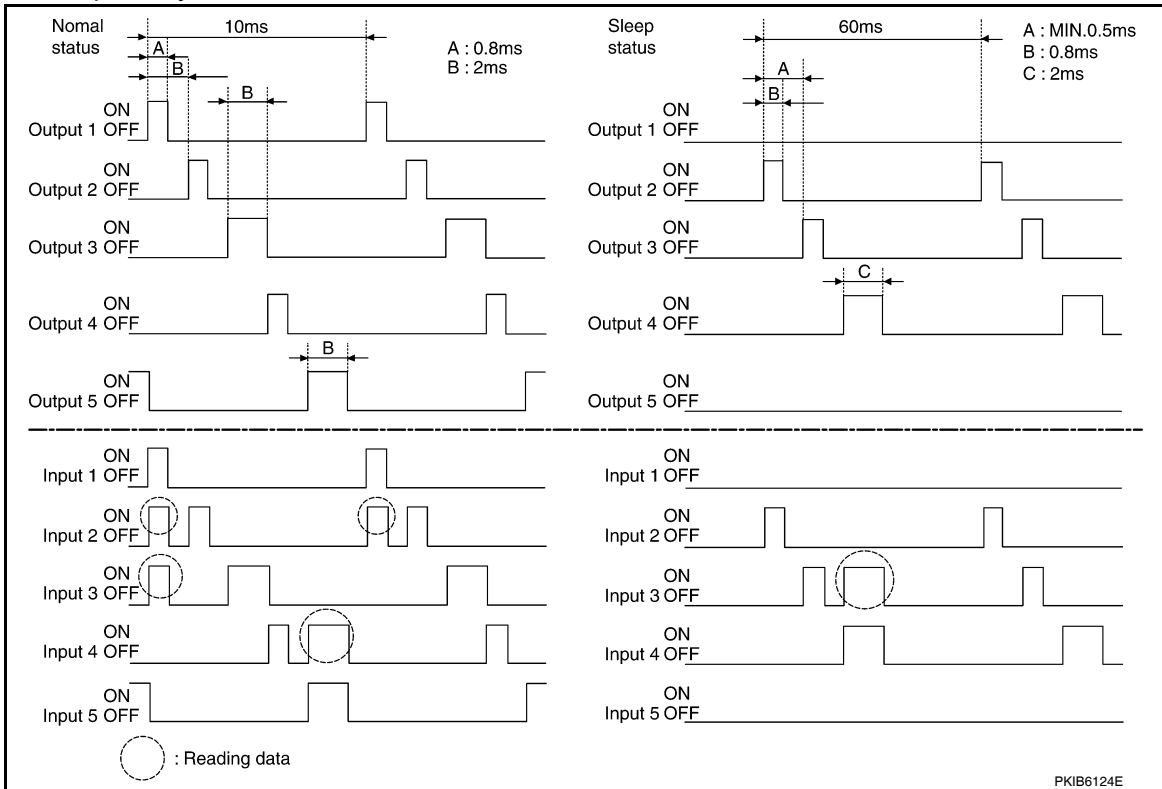 Nomal
status
10ms
A
B
B
A : 0.8ms
B : 2ms
ON
Output 1 OFF
ON
Output 2 OFF
ON
Output 3 OFF
ON
Output 4 OFF
B
ON
Output 5 OFF
ON
Input 1 OFF
ON
Input 2 OFF
ON
Input 3 OFF
ON
Input 4 OFF
ON
Input 5 OFF
: Reading data
Sleep
status
60ms
A
B
A : MIN.0.5ms
B : 0.8ms
C : 2ms
ON
Output 1 OFF
ON
Output 2 OFF
ON
Output 3 OFF
C
ON
Output 4 OFF
ON
Output 5 OFF
ON
Input 1 OFF
ON
Input 2 OFF
ON
Input 3 OFF
ON
Input 4 OFF
ON
Input 5 OFF
PKIB6124E